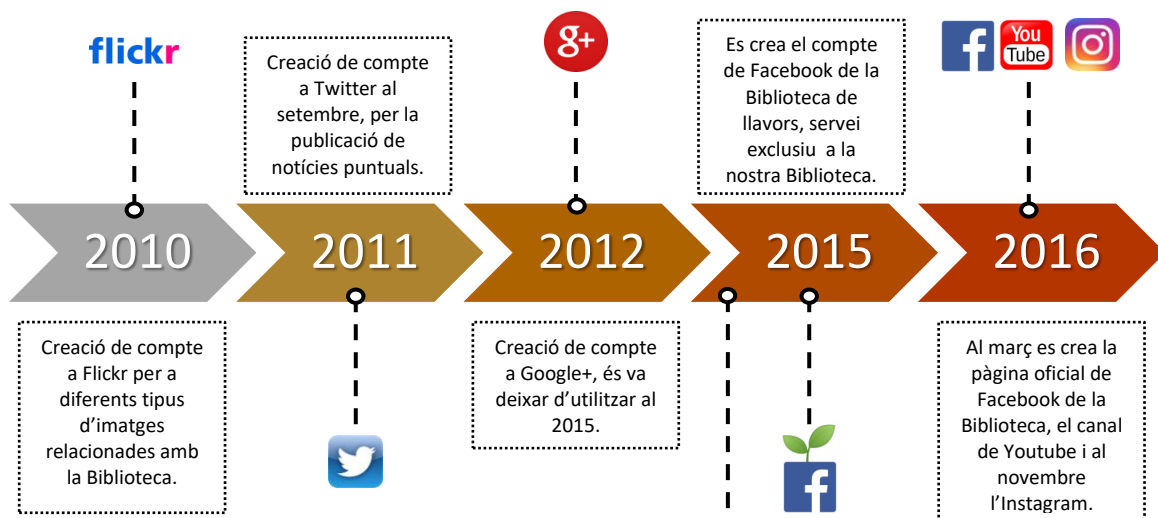 flickr
Creació de compte
a Twitter al
setembre, per la
publicació de
notícies puntuals.
g+
Es crea el compte
de Facebook de la
Biblioteca de
llavors, servei
exclusiu a la
nostra Biblioteca.
f
You
Tube
2010
2011
2012
2015
2016
Creació de compte
a Flickr per a
diferents tipus
d'imatges
relacionades amb
la Biblioteca.
Creació de compte
a Google+, és va
deixar d'utilitzar al
2015.
f
Al març es crea la
pàgina oficial de
Facebook de la
Biblioteca, el canal
de Youtube i al
novembre
l'Instagram.